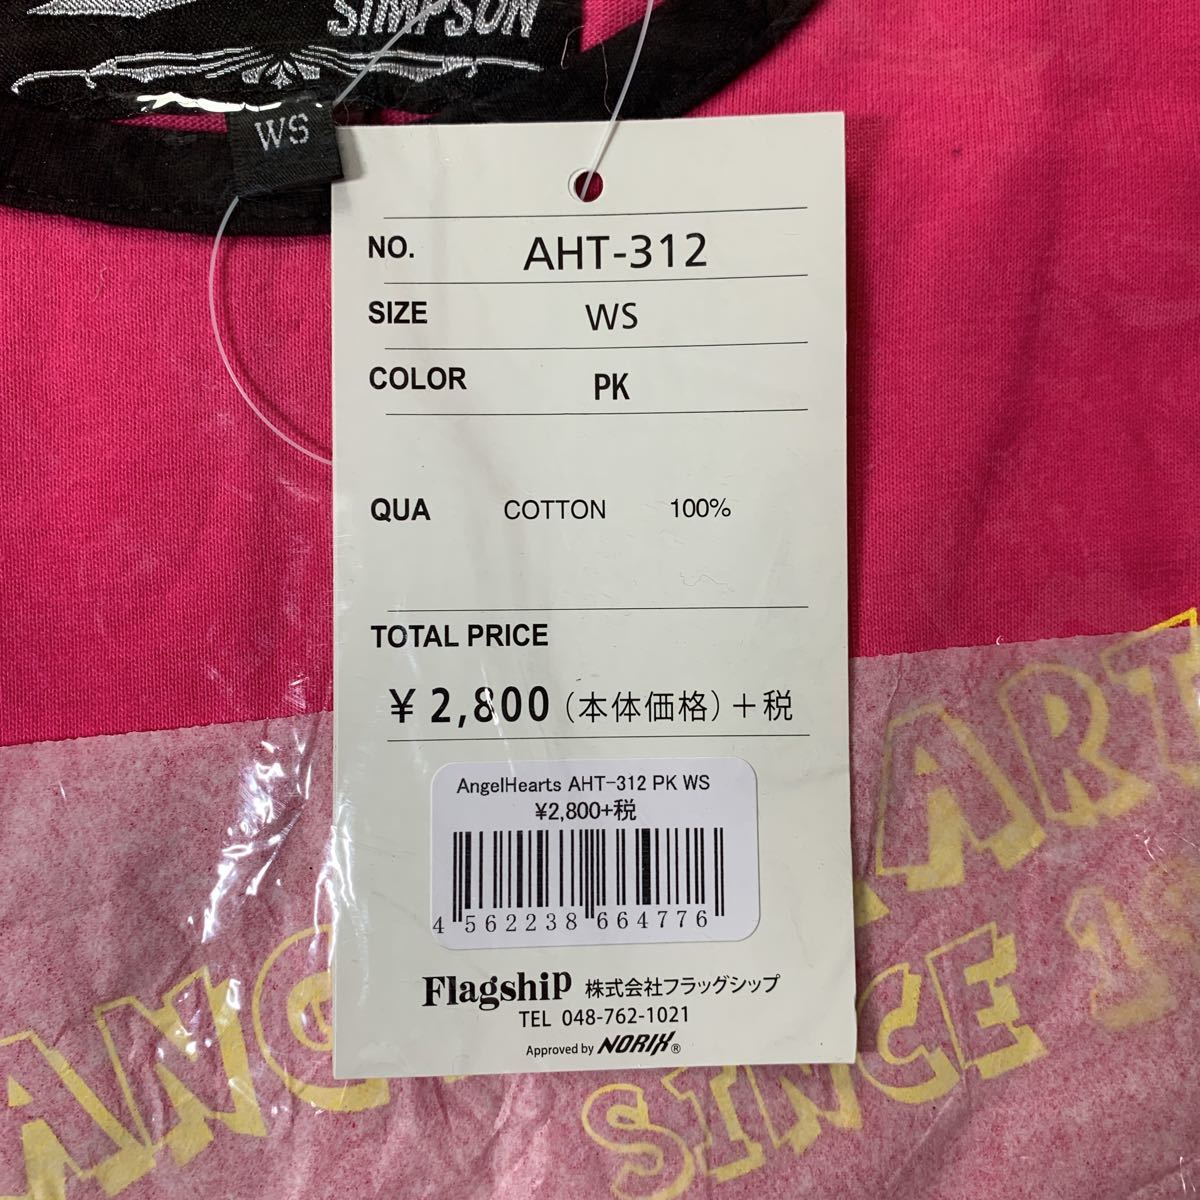 SIMPSON
WS
NO. AHT-312
SIZE WS
COLOR PK
QUA COTTON 100%
TOTAL PRICE
¥2,800(本体価格)+税
AngelHearts AHT-312 PK WS
¥2,800+税
4 562238 664776
Flagship 株式会社フラッグシップ
TEL 048-762-1021
Approved by NORIX®
SINCE